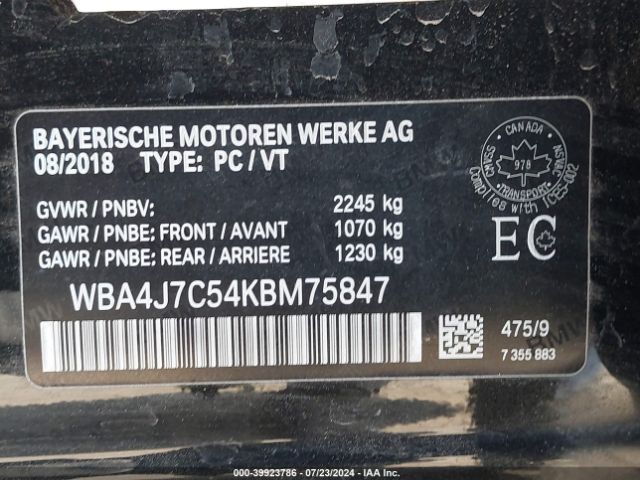 BAYERISCHE MOTOREN WERKE AG
08/2018 TYPE: PC / VT
GVWR / PNBV: 2245 kg
GAWR / PNBE: FRONT / AVANT 1070 kg
GAWR / PNBE: REAR / ARRIERE 1230 kg
CANADA
978
TRANSPORT
EC
WBA4J7C54KBM75847
475/9
7 355 883
000-39923786 - 07/23/2024 - IAA Inc.